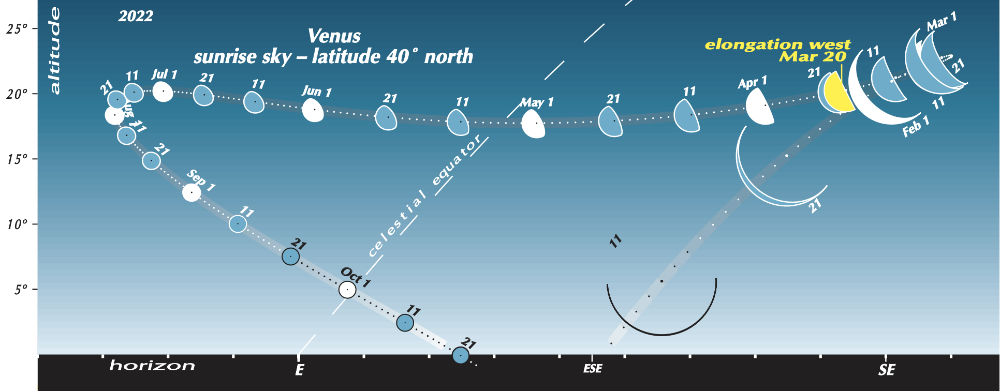 2022
altitude
25°
20°
15°
10°
5°
Venus
sunrise sky – latitude 40° north
elongation west
Mar 20
Mar 1
21
11
Feb 1
11
21
Apr 1
11
21
May 1
11
21
Jun 1
11
21
Jul 1
11
21
11
21
Sep 1
11
21
Oct 1
11
21
21
11
celestial equator
horizon
E
ESE
SE